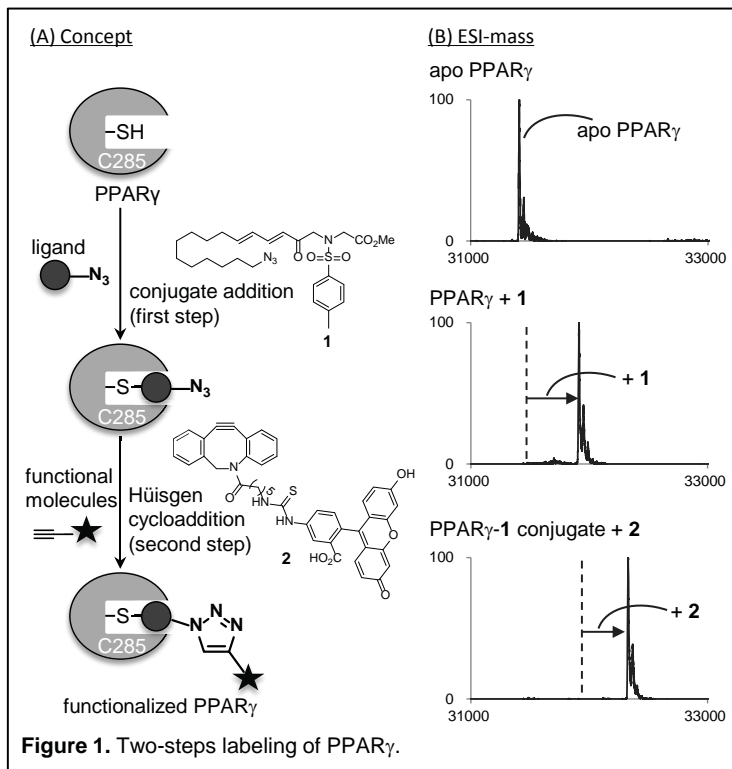 (A) Concept
SH
C285
PPARγ
ligand
N3
conjugate addition
(first step)
N3
O
N
CO2Me
O S O
1
S
N3
C285
functional
molecules
Hüisgen
cycloaddition
(second step)
N
O
5
N
H
S
NH
HO2C
OH
O
O
2
S
C285
N
N
N
functionalized PPARγ
(B) ESI-mass
apo PPARγ
100
apo PPARγ
0
31000
33000
PPARγ + 1
100
+ 1
0
31000
33000
PPARγ-1 conjugate + 2
100
+ 2
0
31000
33000
Figure 1. Two-steps labeling of PPARγ.